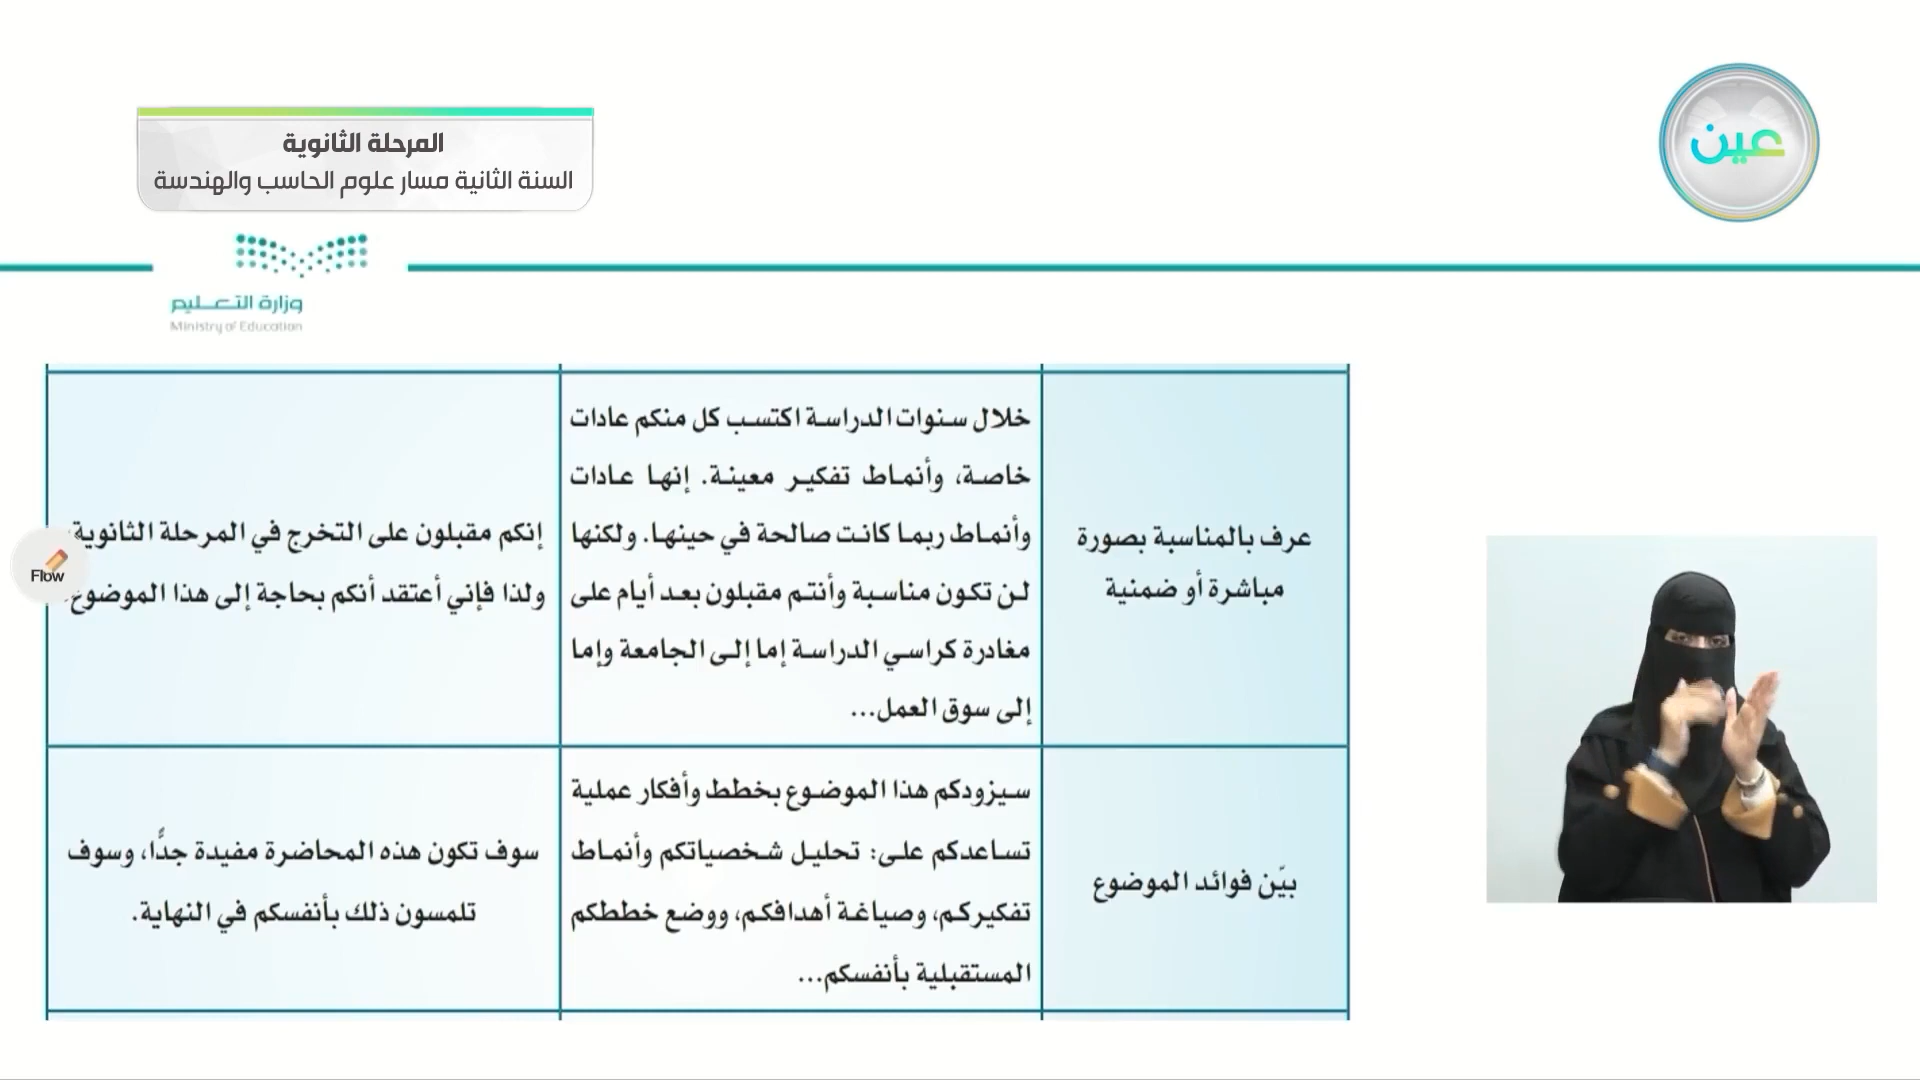 المرحلة الثانوية
السنة الثانية مسار علوم الحاسب والهندسة
عين
وزارة التعـــليم
Ministry of Education
عرف بالمناسبة بصورة
مباشرة أو ضمنية
خلال سنوات الدراسة اكتسب كل منكم عادات
خاصة، وأنماط تفكير معينة. إنها عادات
وأنماط ربما كانت صالحة في حينها. ولكنها
لن تكون مناسبة وأنتم مقبلون بعد أيام على
مغادرة كراسي الدراسة إما إلى الجامعة وإما
إلى سوق العمل...
إنكم مقبلون على التخرج في المرحلة الثانوية،
ولذا فإني أعتقد أنكم بحاجة إلى هذا الموضوع.
Flow
بيّن فوائد الموضوع
سيزودكم هذا الموضوع بخطط وأفكار عملية
تساعدكم على: تحليل شخصياتكم وأنماط
تفكيركم، وصياغة أهدافكم، ووضع خططكم
المستقبلية بأنفسكم...
سوف تكون هذه المحاضرة مفيدة جدًّا، وسوف
تلمسون ذلك بأنفسكم في النهاية.